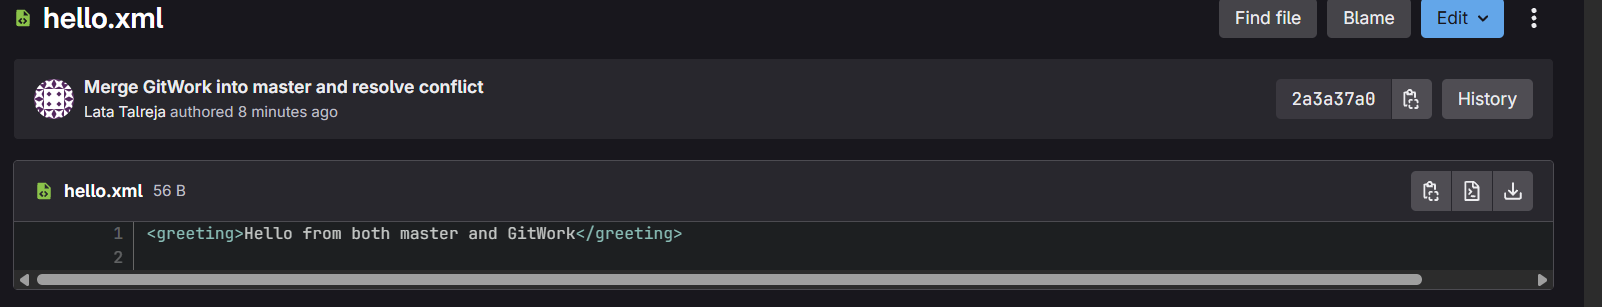 hello.xml
Find file
Blame
Edit
Merge GitWork into master and resolve conflict
Lata Talreja authored 8 minutes ago
2a3a37a0
History
hello.xml 56 B
1 <greeting>Hello from both master and GitWork</greeting>
2